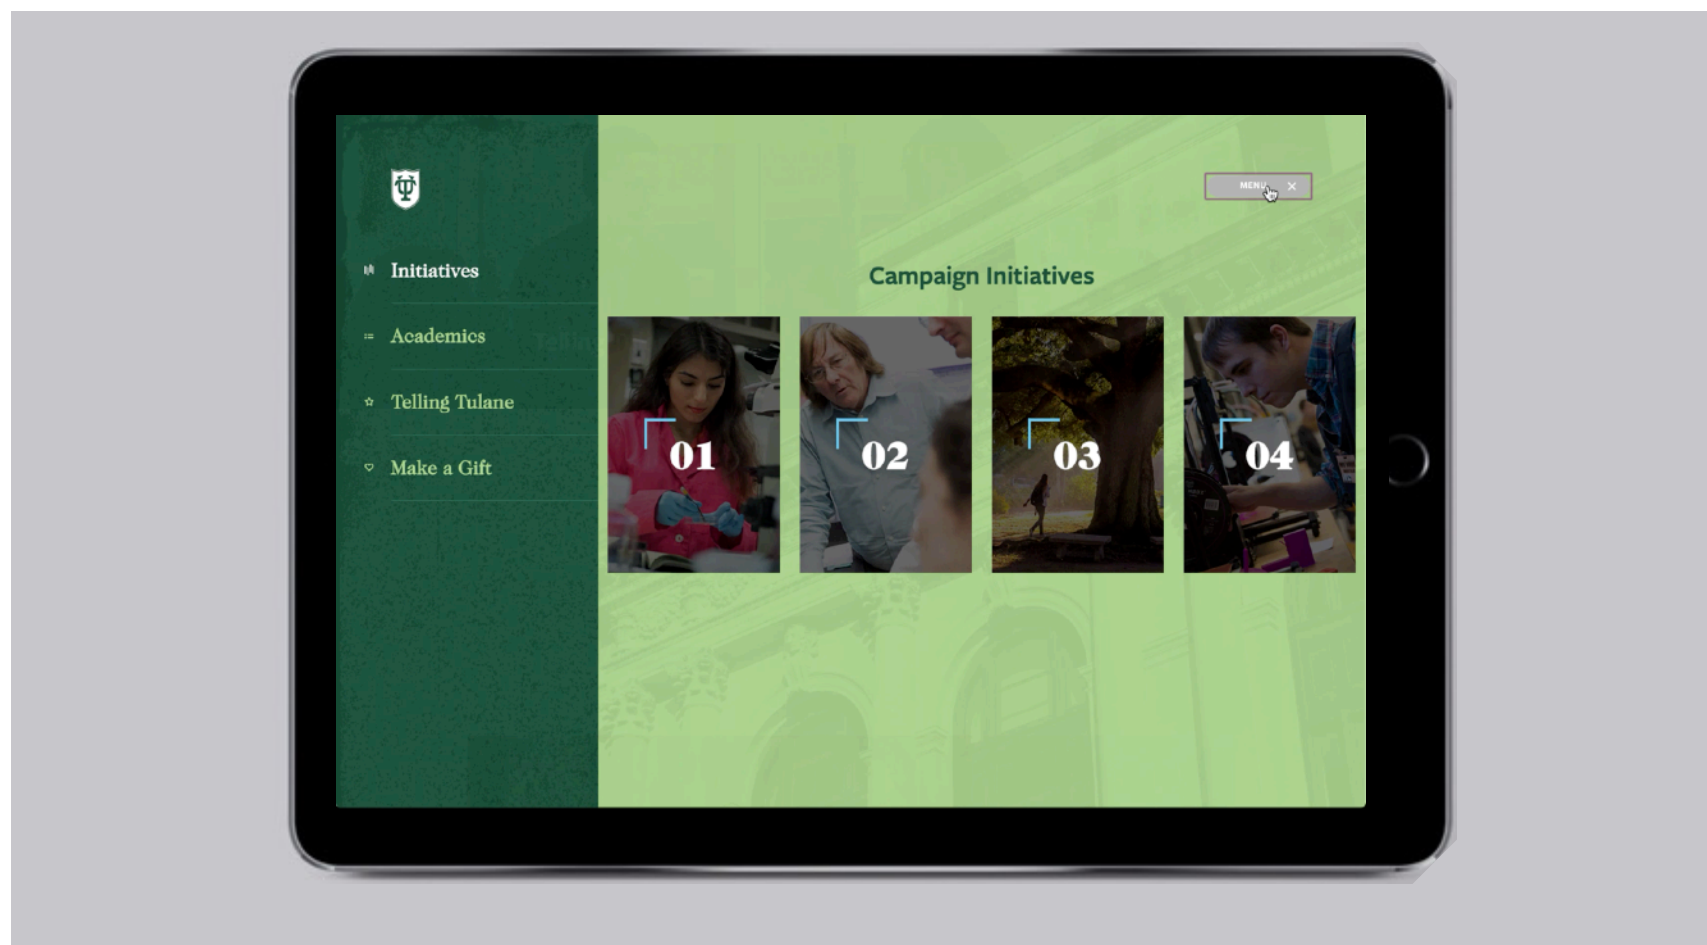 MENU
Initiatives
Academics
Telling Tulane
Make a Gift
Campaign Initiatives
01
02
03
04